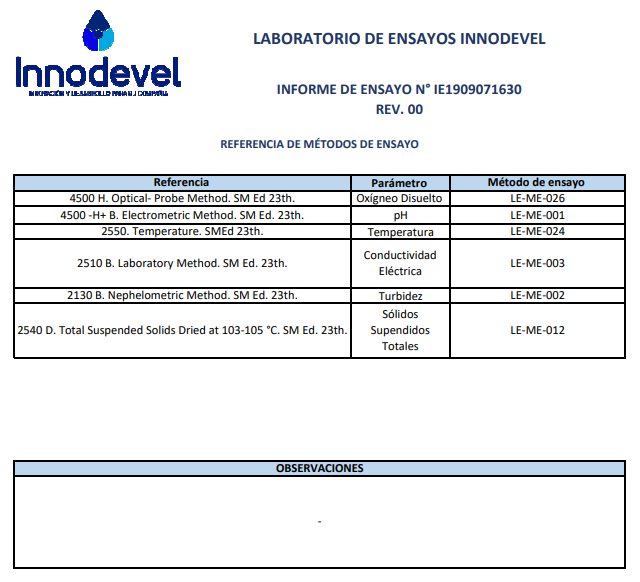 Innodevel
INNOVACIÓN Y DESARROLLO PARA SU COMPAÑÍA
LABORATORIO DE ENSAYOS INNODEVEL
INFORME DE ENSAYO N° IE1909071630
REV. 00
REFERENCIA DE MÉTODOS DE ENSAYO
Referencia Parámetro Método de ensayo
4500 H. Optical- Probe Method. SM Ed 23th. Oxígneo Disuelto LE-ME-026
4500 -H+ B. Electrometric Method. SM Ed. 23th. pH LE-ME-001
2550. Temperature. SMEd 23th. Temperatura LE-ME-024
2510 B. Laboratory Method. SM Ed. 23th. Conductividad Eléctrica LE-ME-003
2130 B. Nephelometric Method. SM Ed. 23th. Turbidez LE-ME-002
2540 D. Total Suspended Solids Dried at 103-105 °C. SM Ed. 23th. Sólidos Supendidos Totales LE-ME-012
OBSERVACIONES
-